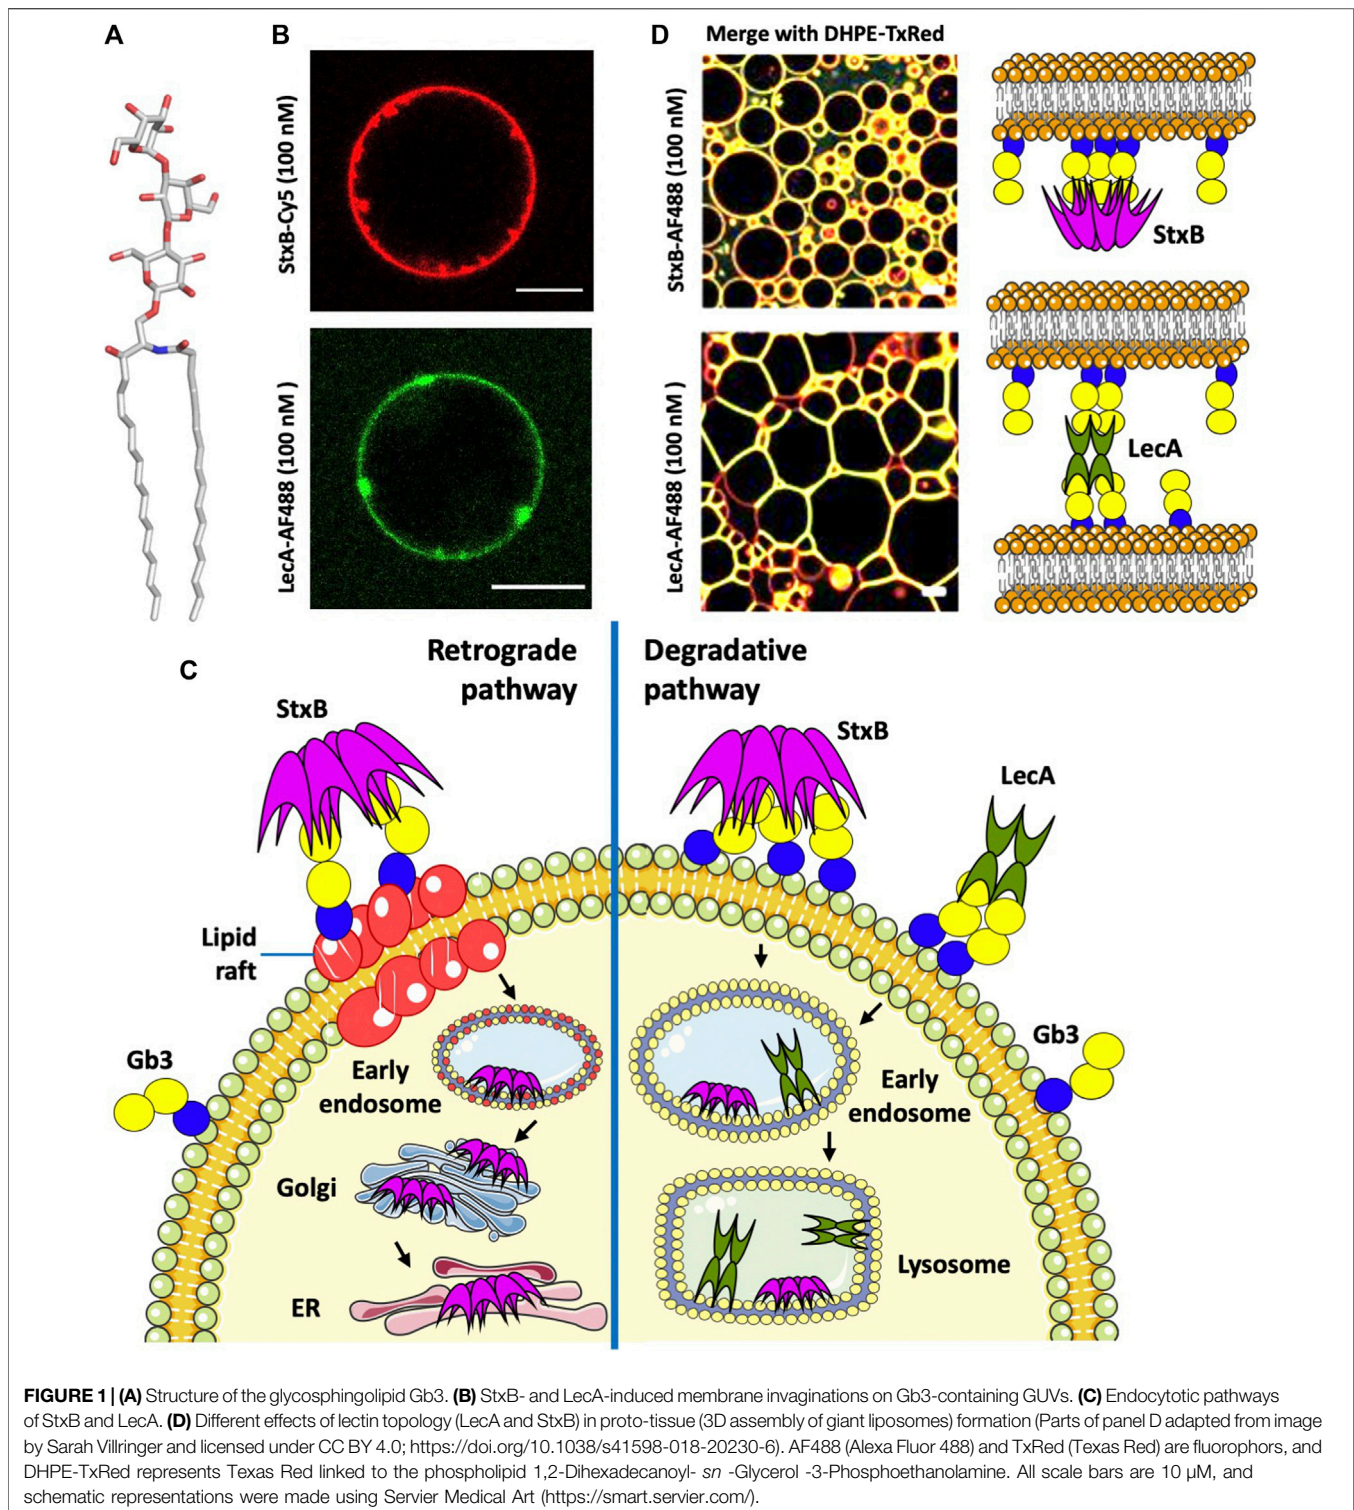 A
B
D
Merge with DHPE-TxRed
StxB-Cy5 (100 nM)
StxB-AF488 (100 nM)
StxB
LecA-AF488 (100 nM)
LecA-AF488 (100 nM )
LecA
C
Retrograde
pathway
Degradative
pathway
StxB
StxB
LecA
Lipid
raft
Gb3
Early
endosome
Golgi
ER
Gb3
Early
endosome
Lysosome
FIGURE 1 | (A) Structure of the glycosphingolipid Gb3. (B) StxB- and LecA-induced membrane invaginations on Gb3-containing GUVs. (C) Endocytotic pathways
of StxB and LecA. (D) Different effects of lectin topology (LecA and StxB) in proto-tissue (3D assembly of giant liposomes) formation (Parts of panel D adapted from image
by Sarah Villringer and licensed under CC BY 4.0; https://doi.org/10.1038/s41598-018-20230-6). AF488 (Alexa Fluor 488) and TxRed (Texas Red) are fluorophors, and
DHPE-TxRed represents Texas Red linked to the phospholipid 1,2-Dihexadecanoyl- sn -Glycerol -3-Phosphoethanolamine. All scale bars are 10 µM, and
schematic representations were made using Servier Medical Art (https://smart.servier.com/).